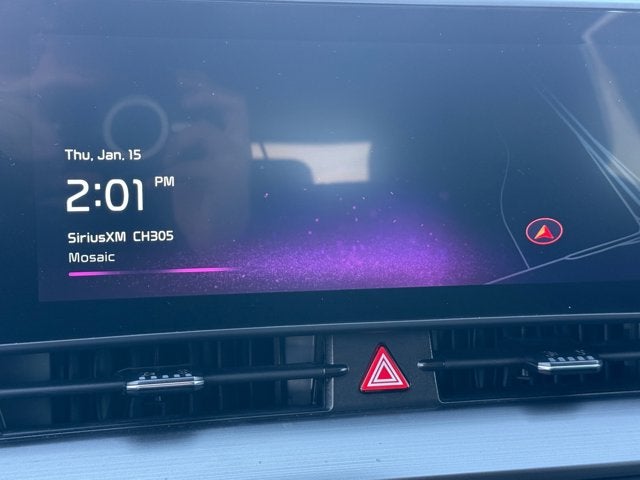 Thu, Jan. 15
2:01 PM
SiriusXM CH305
Mosaic